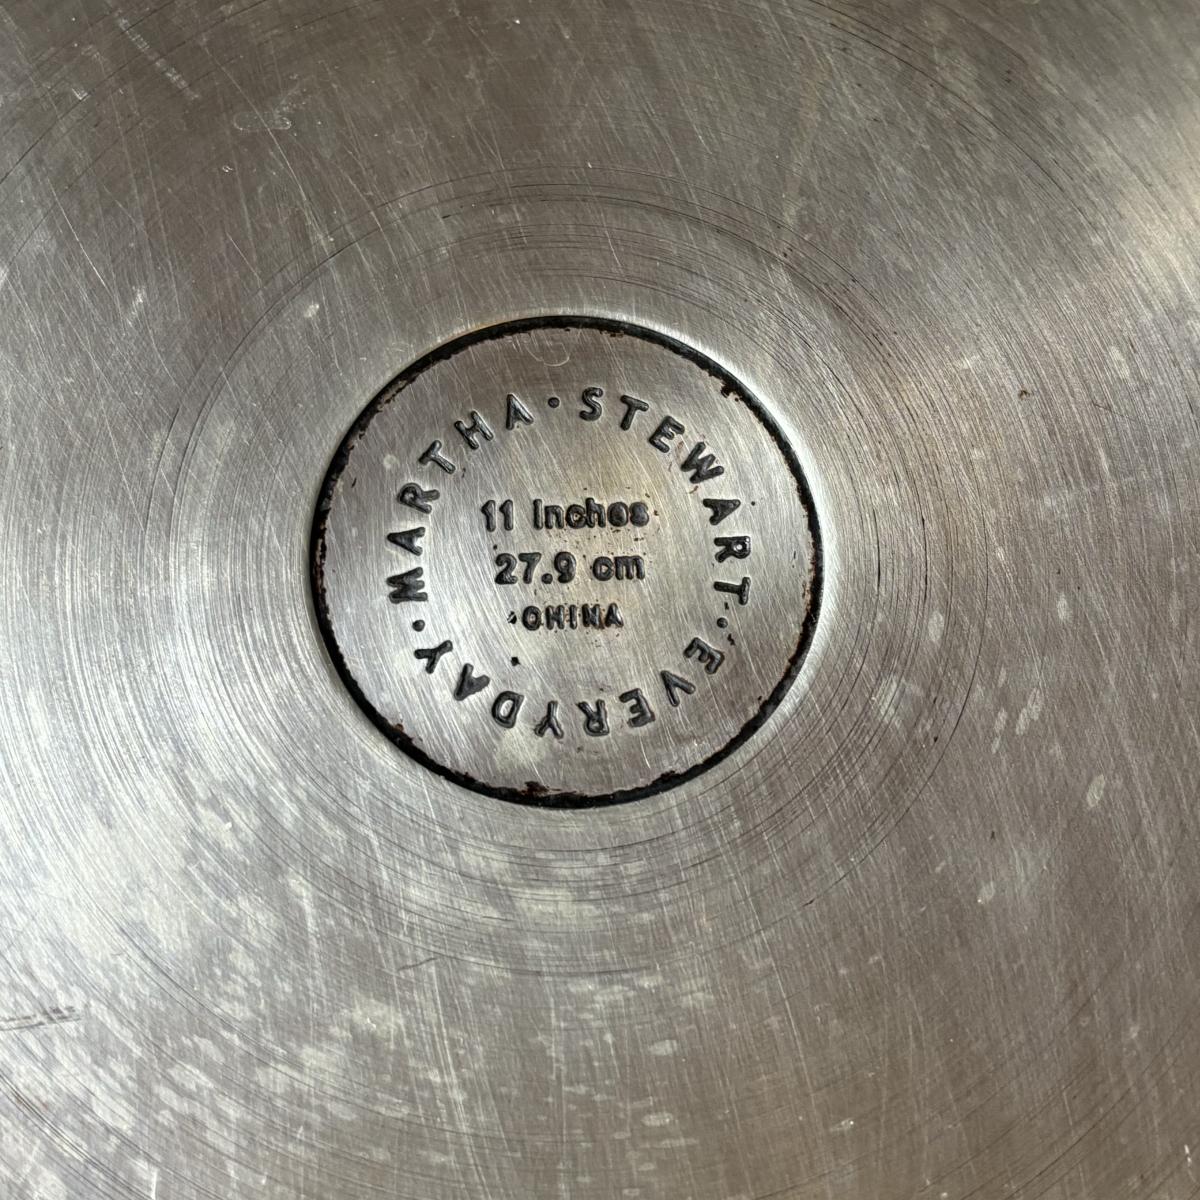 MARTHA · STEWART · EVERYDAY ·
11 Inches
27.9 cm
CHINA